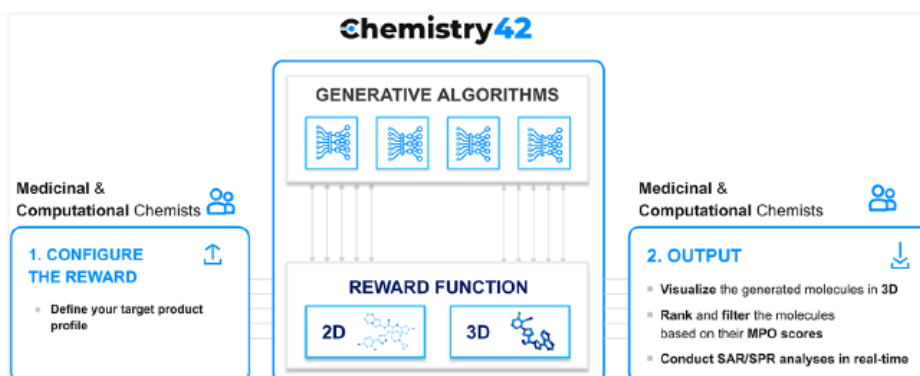 Chemistry42
GENERATIVE ALGORITHMS
Medicinal &
Computational Chemists
1. CONFIGURE
THE REWARD
Define your target product
profile
REWARD FUNCTION
2D
3D
Medicinal &
Computational Chemists
2. OUTPUT
Visualize the generated molecules in 3D
Rank and filter the molecules
based on their MPO scores
Conduct SAR/SPR analyses in real-time